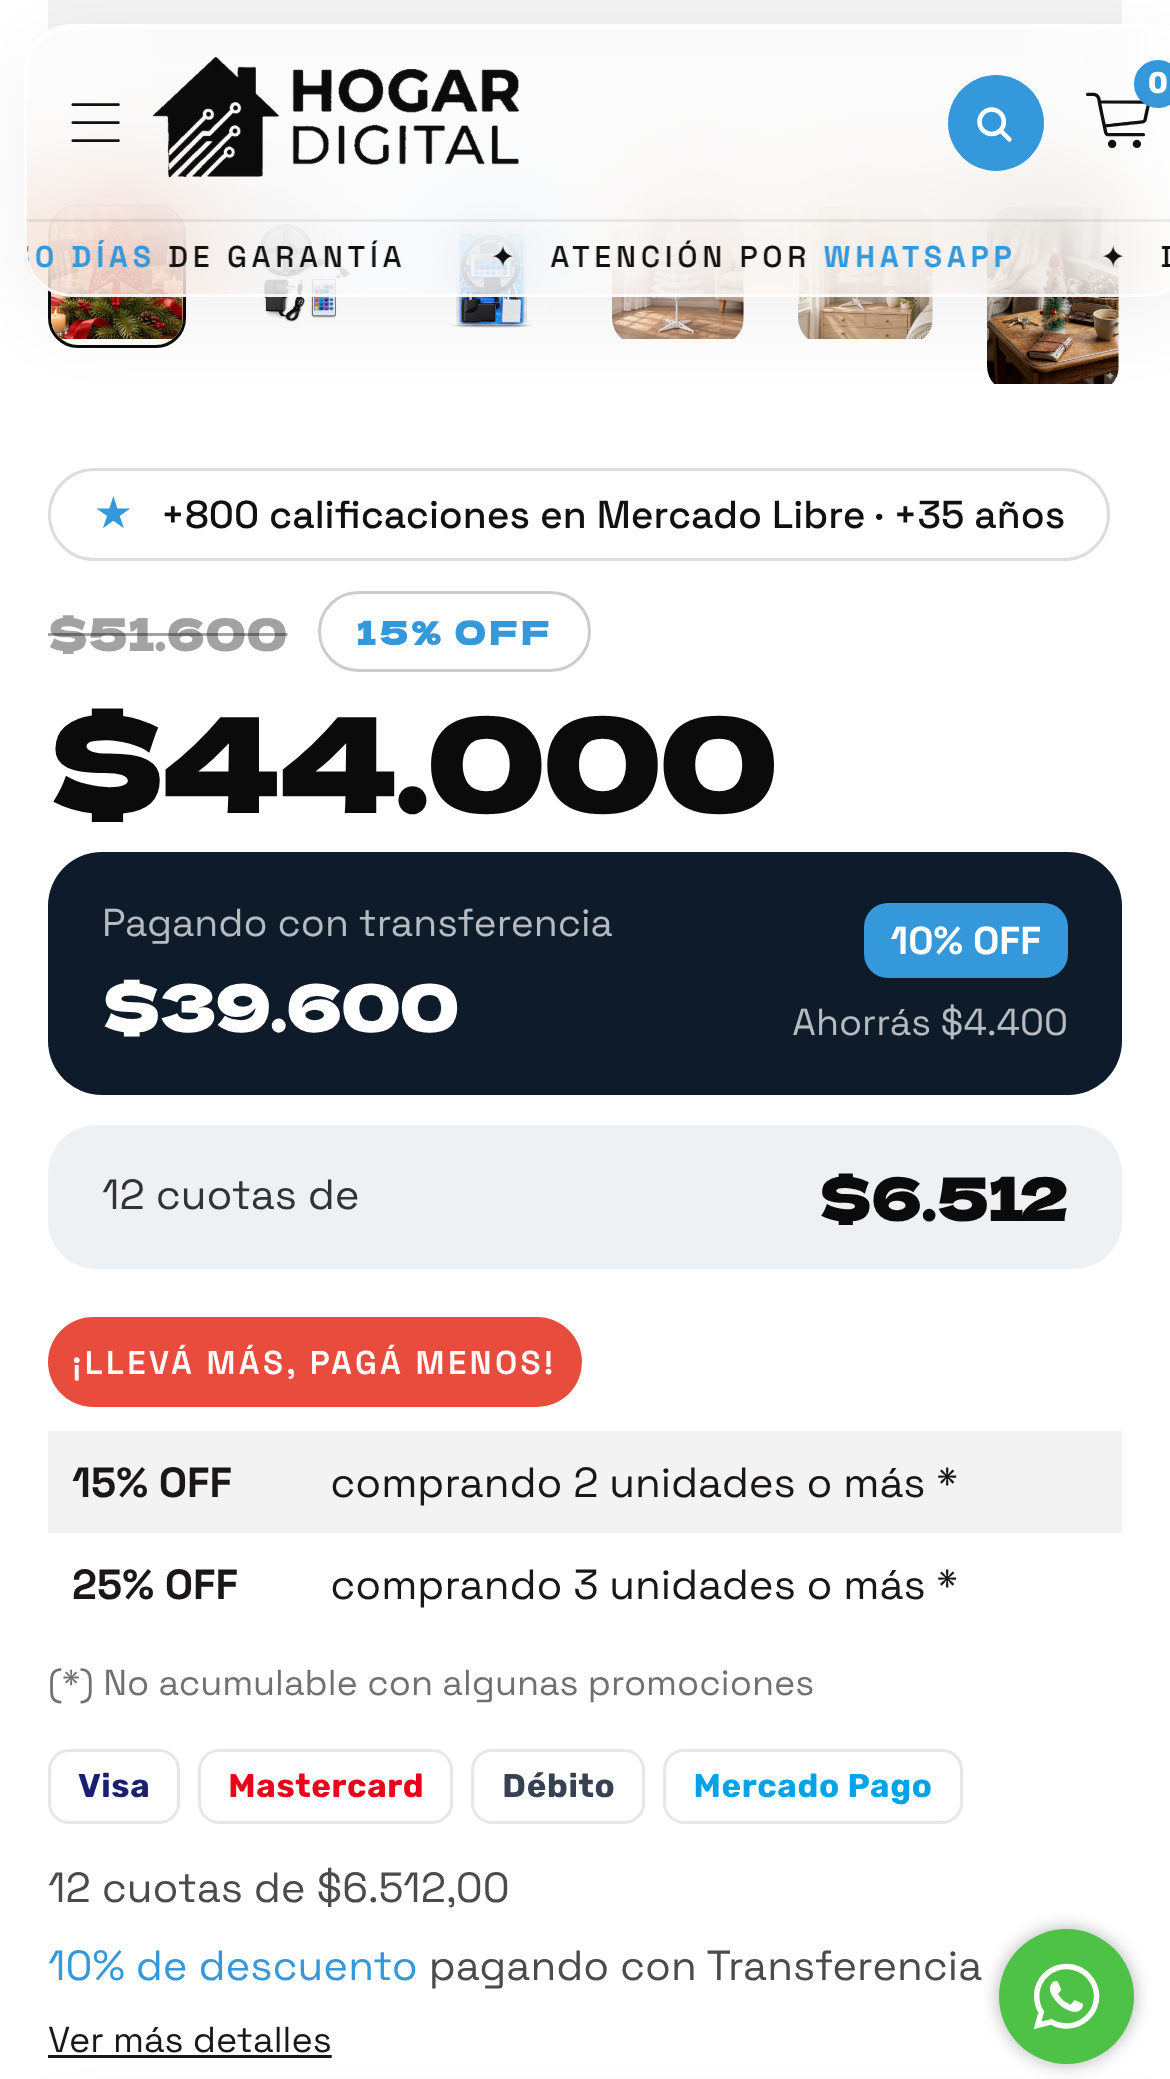 HOGAR
DIGITAL
0
O DÍAS DE GARANTÍA ✦ ATENCIÓN POR WHATSAPP ✦
★ +800 calificaciones en Mercado Libre · +35 años
$51.600 15% OFF
$44.000
Pagando con transferencia
10% OFF
$39.600
Ahorrás $4.400
12 cuotas de $6.512
¡LLEVÁ MÁS, PAGÁ MENOS!
15% OFF comprando 2 unidades o más *
25% OFF comprando 3 unidades o más *
(*) No acumulable con algunas promociones
Visa Mastercard Débito Mercado Pago
12 cuotas de $6.512,00
10% de descuento pagando con Transferencia
Ver más detalles